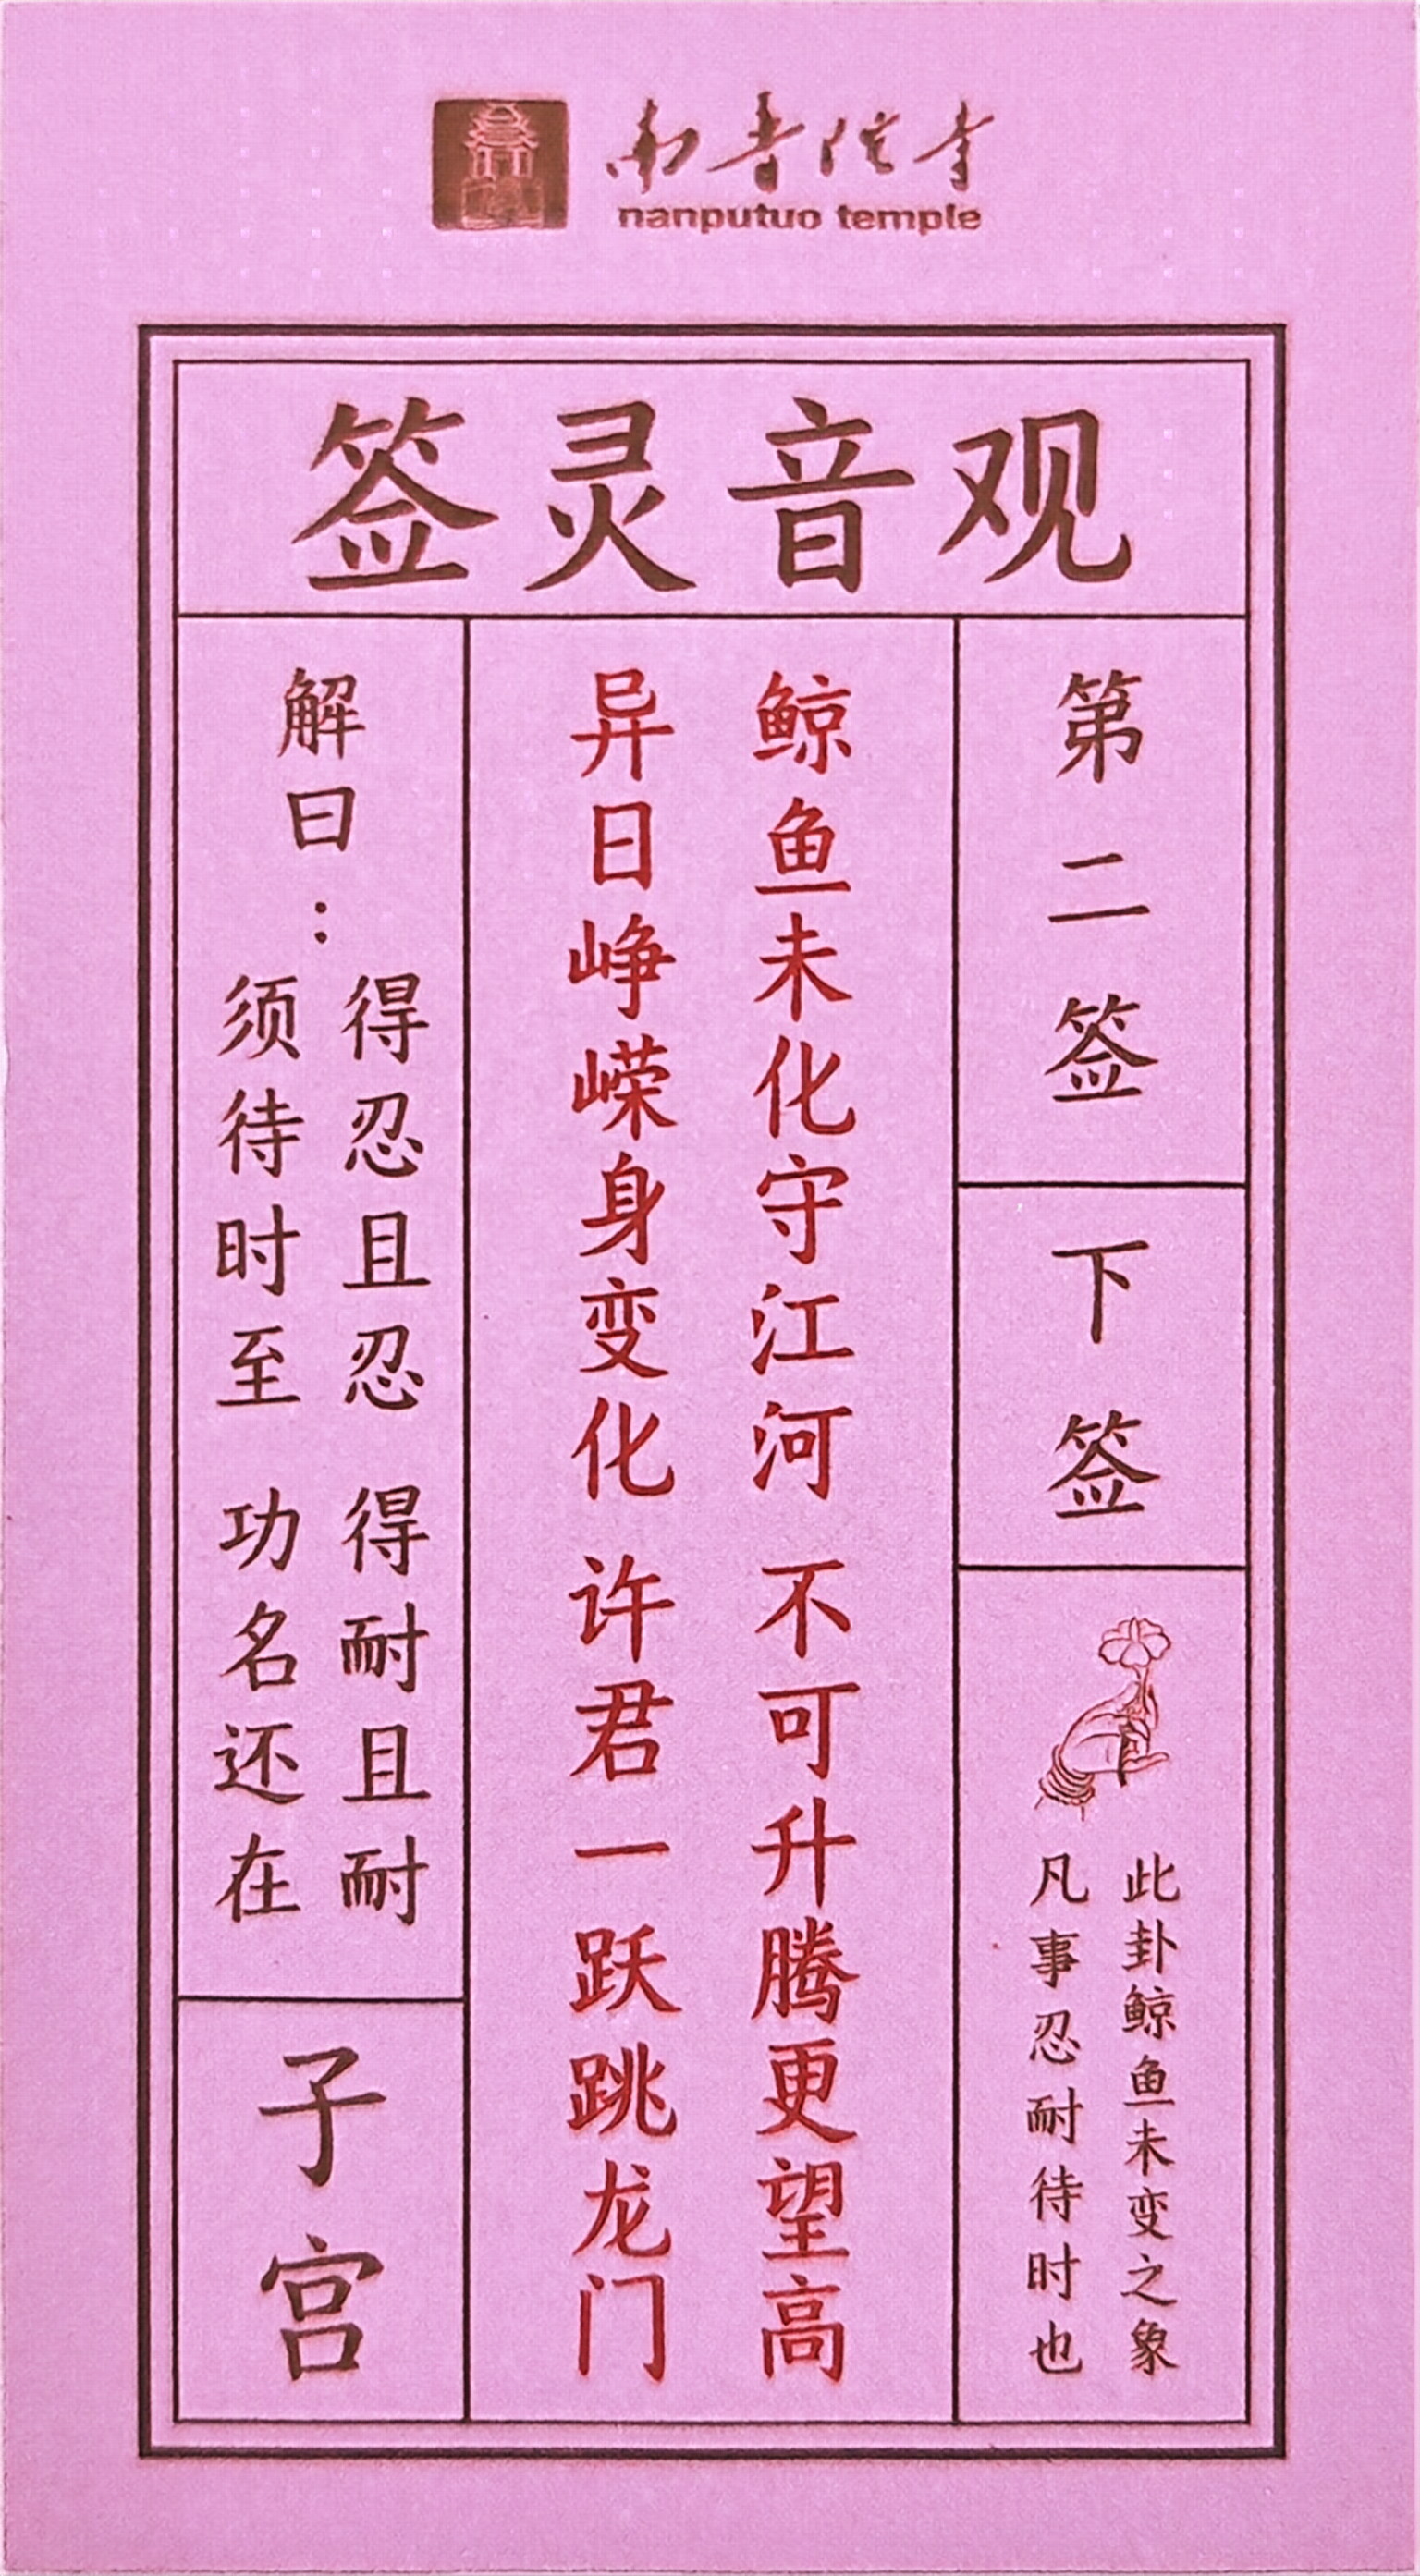 南普陀寺
nanputuo temple
观音灵签
第二签
下签
此卦鲸鱼未变之象
凡事忍耐待时也
鲸鱼未化守江河 不可升腾更望高
异日峥嵘身变化 许君一跃跳龙门
解曰：
得忍且忍 得耐且耐
须待时至 功名还在
子宫